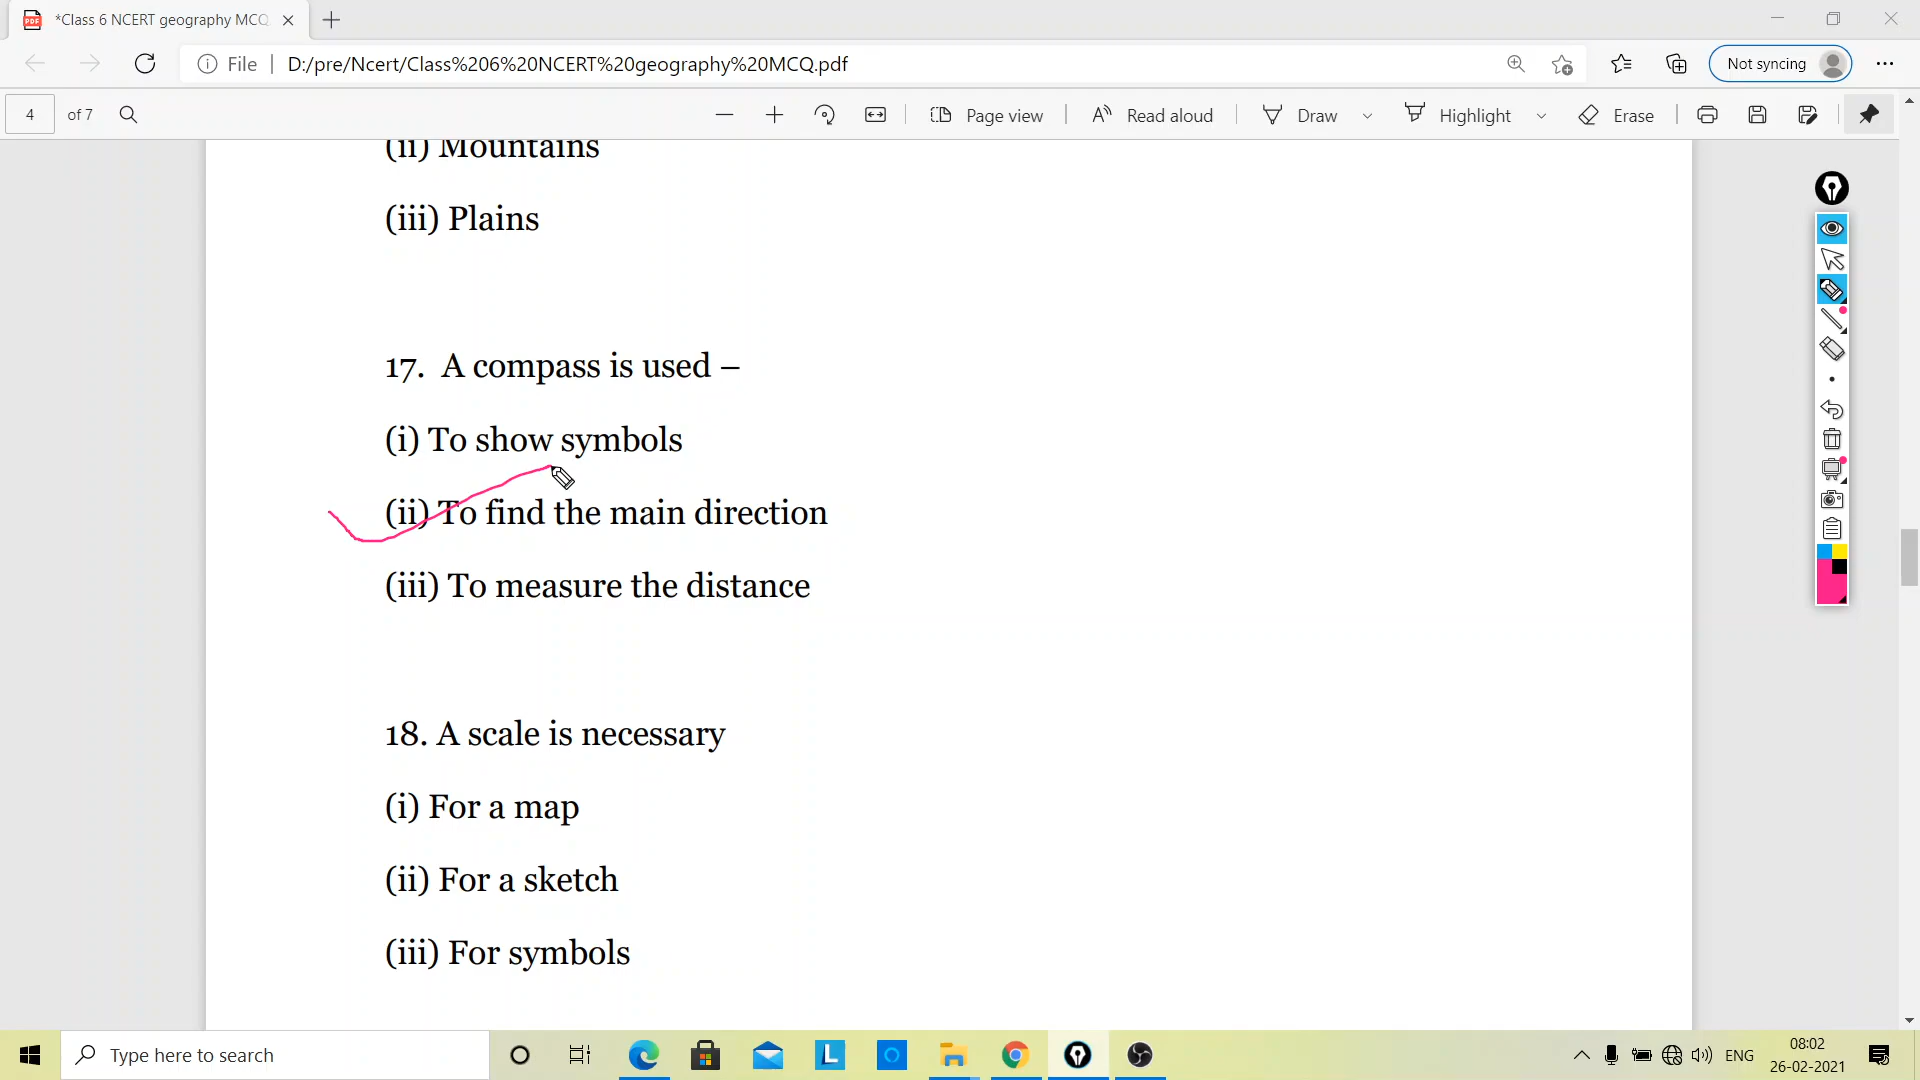 *Class 6 NCERT geography MCQ
File
D:/pre/Ncert/Class%206%20NCERT%20geography%20MCQ.pdf
Not syncing
4 of 7
Page view
Read aloud
Draw
Highlight
Erase
(ii) Mountains
(iii) Plains
17. A compass is used –
(i) To show symbols
(ii) To find the main direction
(iii) To measure the distance
18. A scale is necessary
(i) For a map
(ii) For a sketch
(iii) For symbols
Type here to search
L
ENG
08:02
26-02-2021